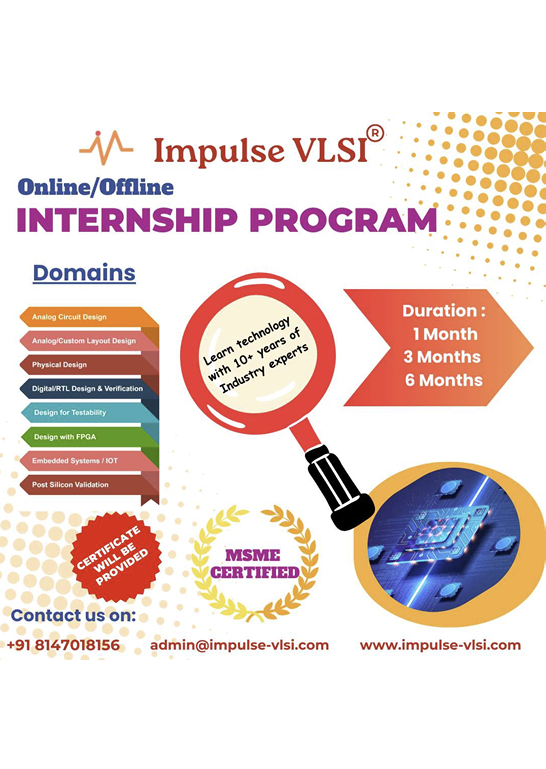 Impulse VLSI®
Online/Offline
INTERNSHIP PROGRAM
Domains
Analog Circuit Design
Analog/Custom Layout Design
Physical Design
Digital/RTL Design & Verification
Design for Testability
Design with FPGA
Embedded Systems / IOT
Post Silicon Validation
Learn technology
with 10+ years of
Industry experts
Duration :
1 Month
3 Months
6 Months
CERTIFICATE
WILL BE
PROVIDED
MSME
CERTIFIED
Contact us on:
+91 8147018156 admin@impulse-vlsi.com www.impulse-vlsi.com